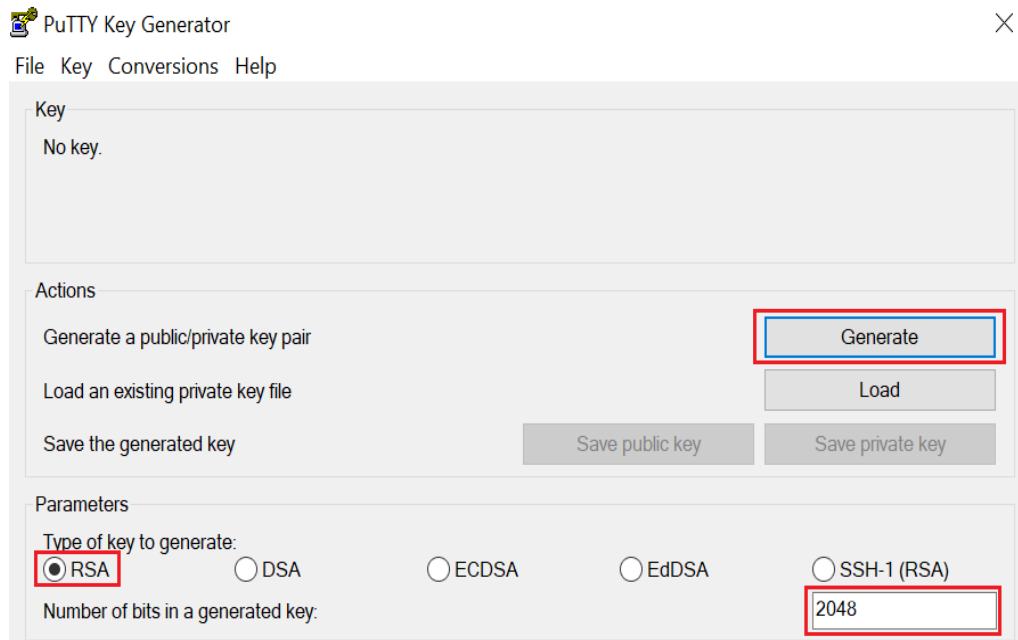 PuTTY Key Generator
File Key Conversions Help
Key
No key.
Actions
Generate a public/private key pair
Generate
Load an existing private key file
Load
Save the generated key
Save public key
Save private key
Parameters
Type of key to generate:
RSA
DSA
ECDSA
EdDSA
SSH-1 (RSA)
Number of bits in a generated key:
2048